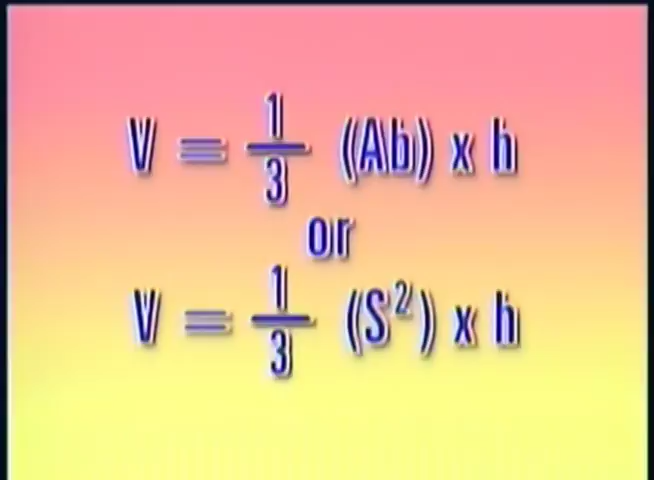 V = 1/3 (Ab) x h
or
V = 1/3 (S²) x h